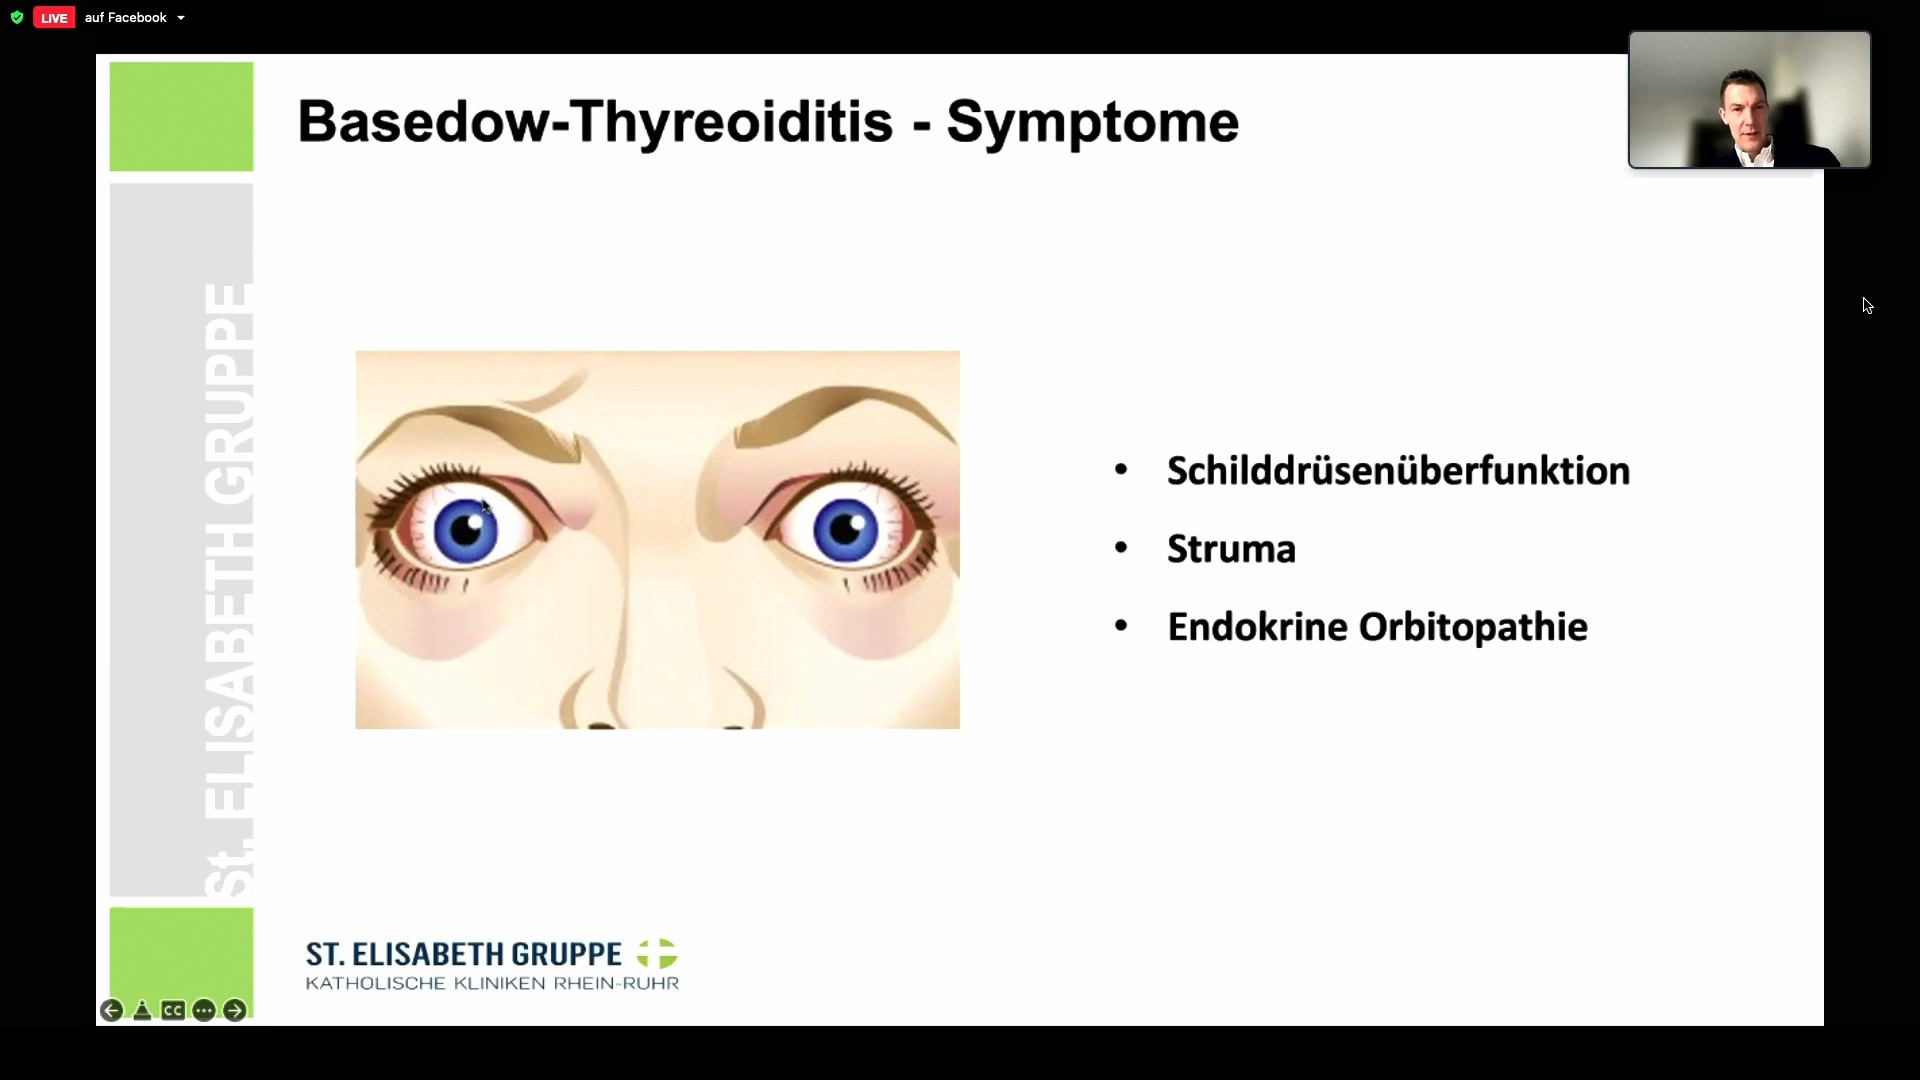 LIVE auf Facebook
Basedow-Thyreoiditis - Symptome
St. ELISABETH GRUPPE
• Schilddrüsenüberfunktion
• Struma
• Endokrine Orbitopathie
ST. ELISABETH GRUPPE
KATHOLISCHE KLINIKEN RHEIN-RUHR
CC